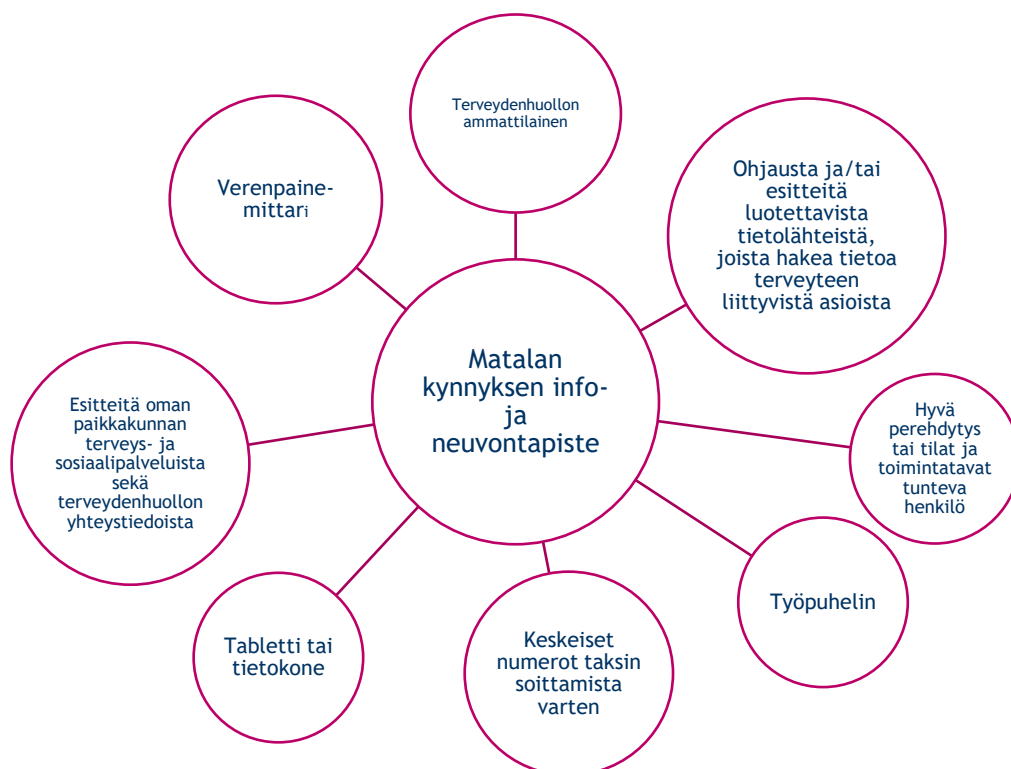 Terveydenhuollon
ammattilainen
Verenpaine-
mittari
Ohjausta ja/tai
esitteitä
luotettavista
tietolähteistä,
joista hakea tietoa
terveyteen
liittyvistä asioista
Matalan
kynnyksen info-
ja
neuvontapiste
Esitteitä oman
paikkakunnan
terveys- ja
sosiaalipalveluista
sekä
terveydenhuollon
yhteystiedoista
Hyvä
perehdytys
tai tilat ja
toimintatavat
tunteva
henkilö
Työpuhelin
Tabletti tai
tietokone
Keskeiset
numerot taksin
soittamista
varten